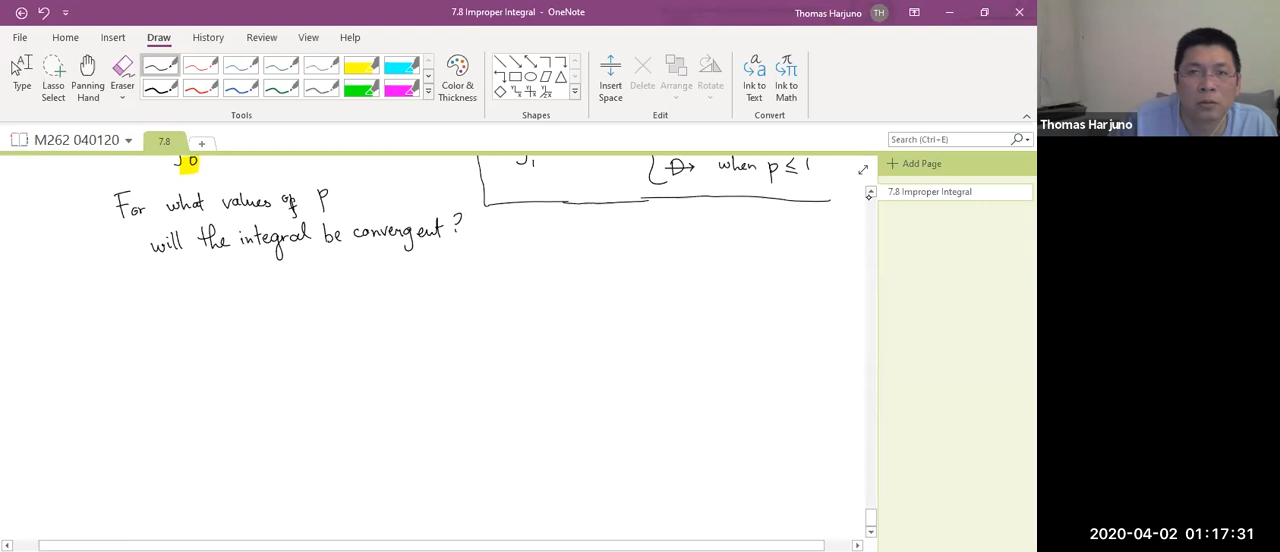 7.8 Improper Integral - OneNote
Thomas Harjuno TH
File Home Insert Draw History Review View Help
Type
Lasso Select
Panning Hand
Eraser
Color & Thickness
Insert Space
Delete
Arrange
Rotate
Ink to Text
Ink to Math
Tools
Shapes
Edit
Convert
M262 040120
7.8
Search (Ctrl+E)
Add Page
7.8 Improper Integral
when p ≤ 1
For what values of p
will the integral be convergent?
Thomas Harjuno
2020-04-02 01:17:31